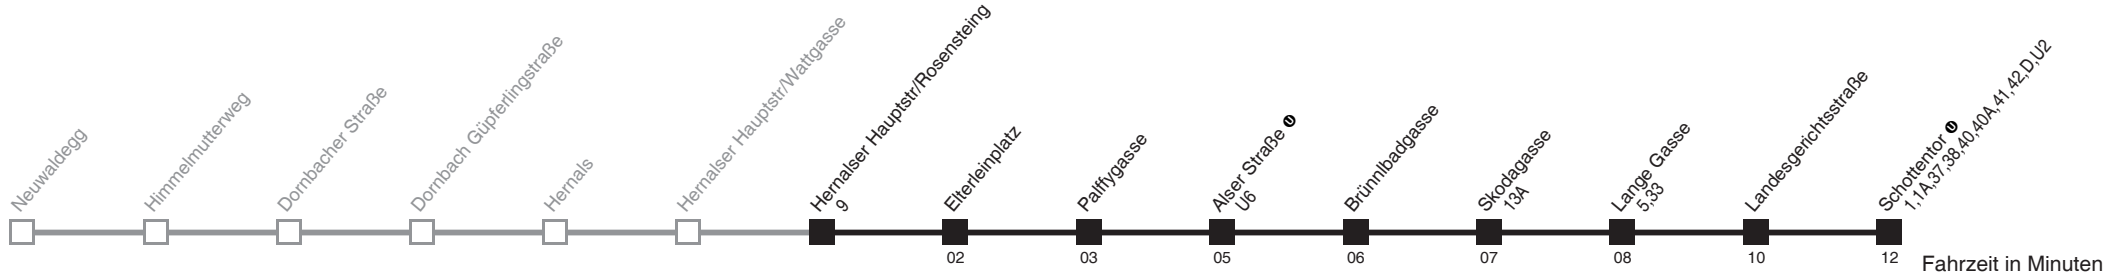 Neuwaldegg
Himmelmutterweg
Dornbacher Straße
Dornbach Güpferlingstraße
Hernals
Hernalser Hauptstr/Wattgasse
Hernalser Hauptstr/Rosensteing
9
Elterleinplatz
Palffygasse
Alser Straße U
U6
Brünnlbadgasse
Skodagasse
13A
Lange Gasse
5,33
Landesgerichtsstraße
Schottentor U
1,1A,37,38,40,40A,41,42,D,U2
02 03 05 06 07 08 10 12
Fahrzeit in Minuten